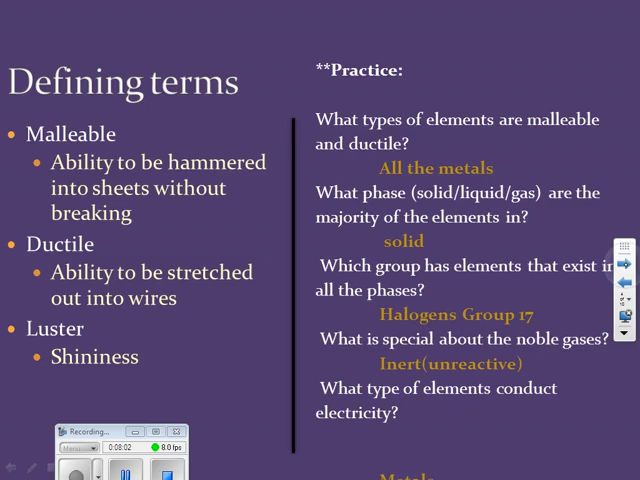 Defining terms
Malleable
Ability to be hammered
into sheets without
breaking
Ductile
Ability to be stretched
out into wires
Luster
Shininess
**Practice:
What types of elements are malleable
and ductile?
All the metals
What phase (solid/liquid/gas) are the
majority of the elements in?
solid
Which group has elements that exist in
all the phases?
Halogens Group 17
What is special about the noble gases?
Inert(unreactive)
What type of elements conduct
electricity?
Metals
Recording...
Menu
0:08:02
8.0 fps